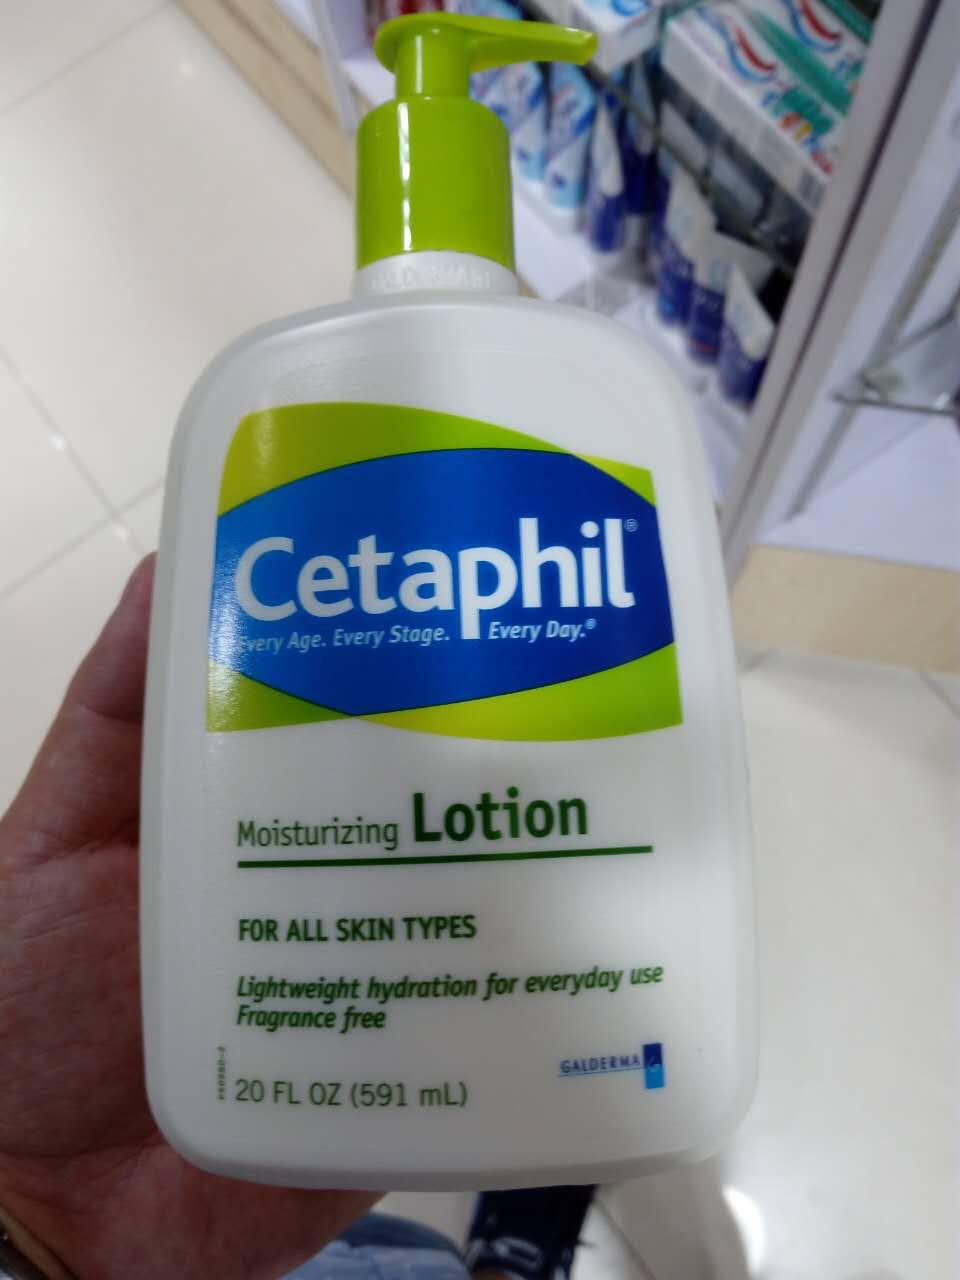 Cetaphil®
Every Age. Every Stage. Every Day.®
Moisturizing Lotion
FOR ALL SKIN TYPES
Lightweight hydration for everyday use
Fragrance free
GALDERMA
20 FL OZ (591 mL)